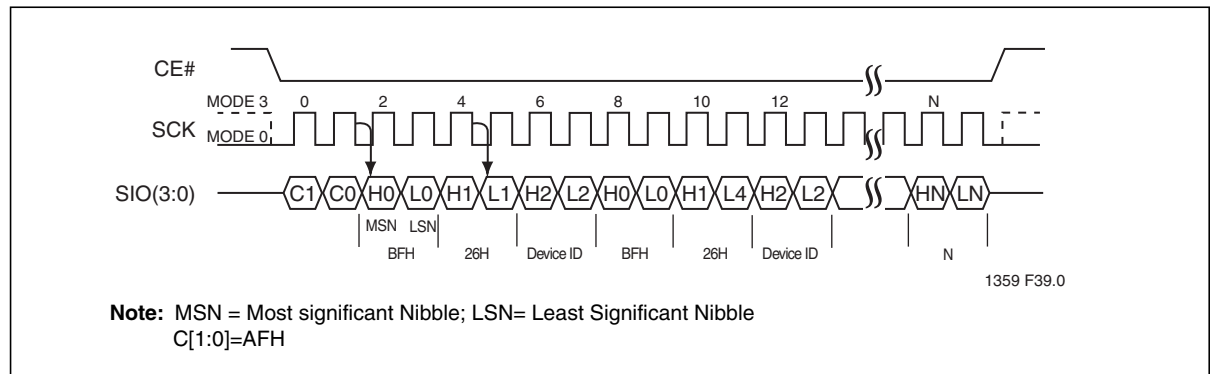 CE#
MODE 3 0 2 4 6 8 10 12 N
SCK
MODE 0
SIO(3:0) C1 C0 H0 L0 H1 L1 H2 L2 H0 L0 H1 L4 H2 L2 HN LN
MSN LSN
BFH 26H Device ID BFH 26H Device ID N
1359 F39.0
Note: MSN = Most significant Nibble; LSN= Least Significant Nibble
C[1:0]=AFH